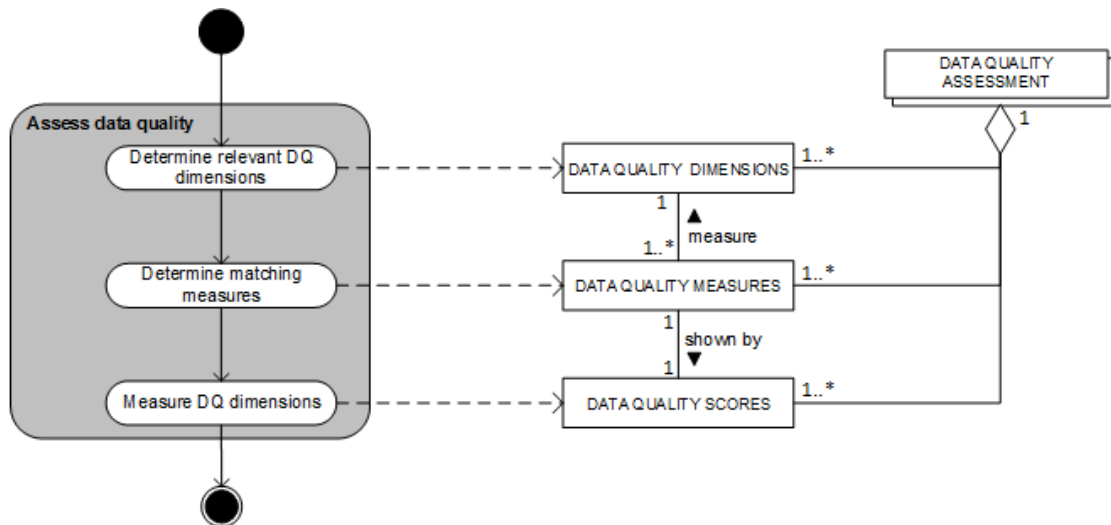 DATA QUALITY
ASSESSMENT
1
Assess data quality
Determine relevant DQ
dimensions
DATA QUALITY DIMENSIONS
1..*
1
measure
1..*
Determine matching
measures
DATA QUALITY MEASURES
1..*
1
shown by
1
Measure DQ dimensions
DATA QUALITY SCORES
1..*